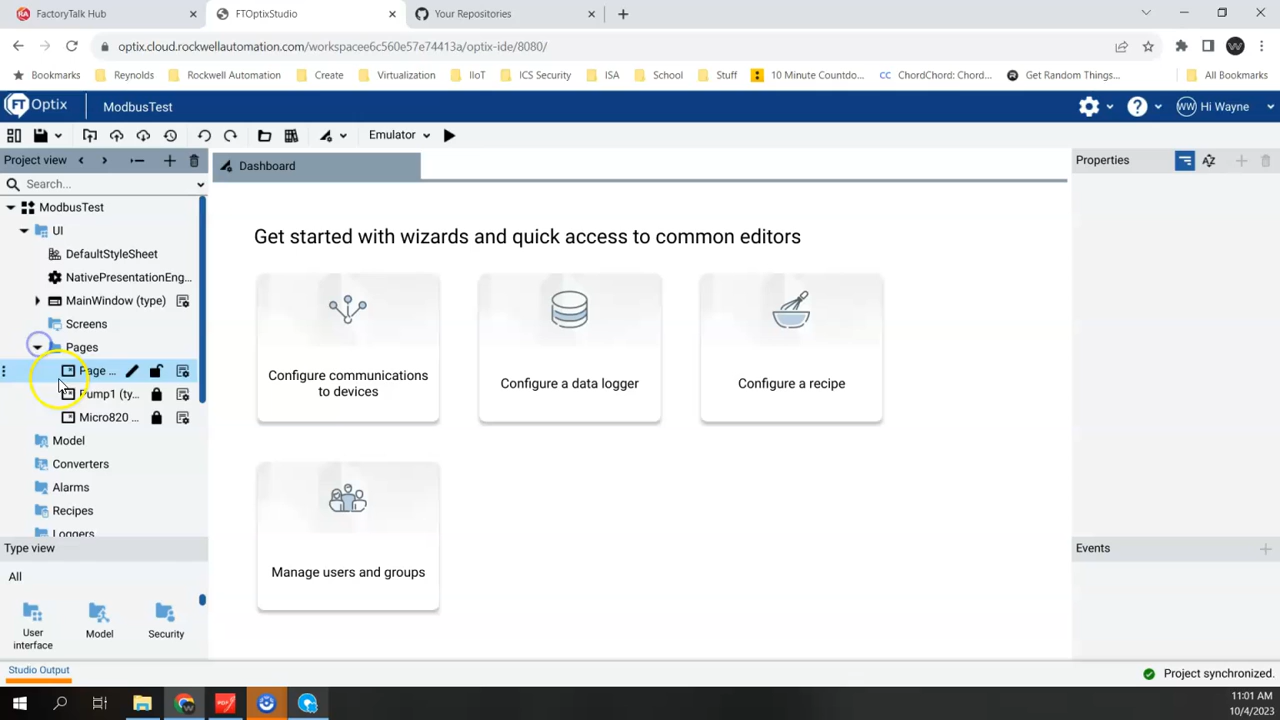 FactoryTalk Hub
FTOptixStudio
Your Repositories
optix.cloud.rockwellautomation.com/workspacee6c560e57e74413a/optix-ide/8080/
Bookmarks
Reynolds
Rockwell Automation
Create
Virtualization
IIoT
ICS Security
ISA
School
Stuff
10 Minute Countdo...
CC ChordChord: Chord...
Get Random Things...
All Bookmarks
FT Optix
ModbusTest
WW Hi Wayne
Emulator
Project view
Dashboard
Properties
Search...
ModbusTest
UI
DefaultStyleSheet
NativePresentationEng...
MainWindow (type)
Screens
Pages
Page ...
Pump1 (ty...
Micro820 ...
Model
Converters
Alarms
Recipes
Loggers
Get started with wizards and quick access to common editors
Configure communications
to devices
Configure a data logger
Configure a recipe
Manage users and groups
Type view
All
User
interface
Model
Security
Events
Studio Output
Project synchronized.
11:01 AM
10/4/2023